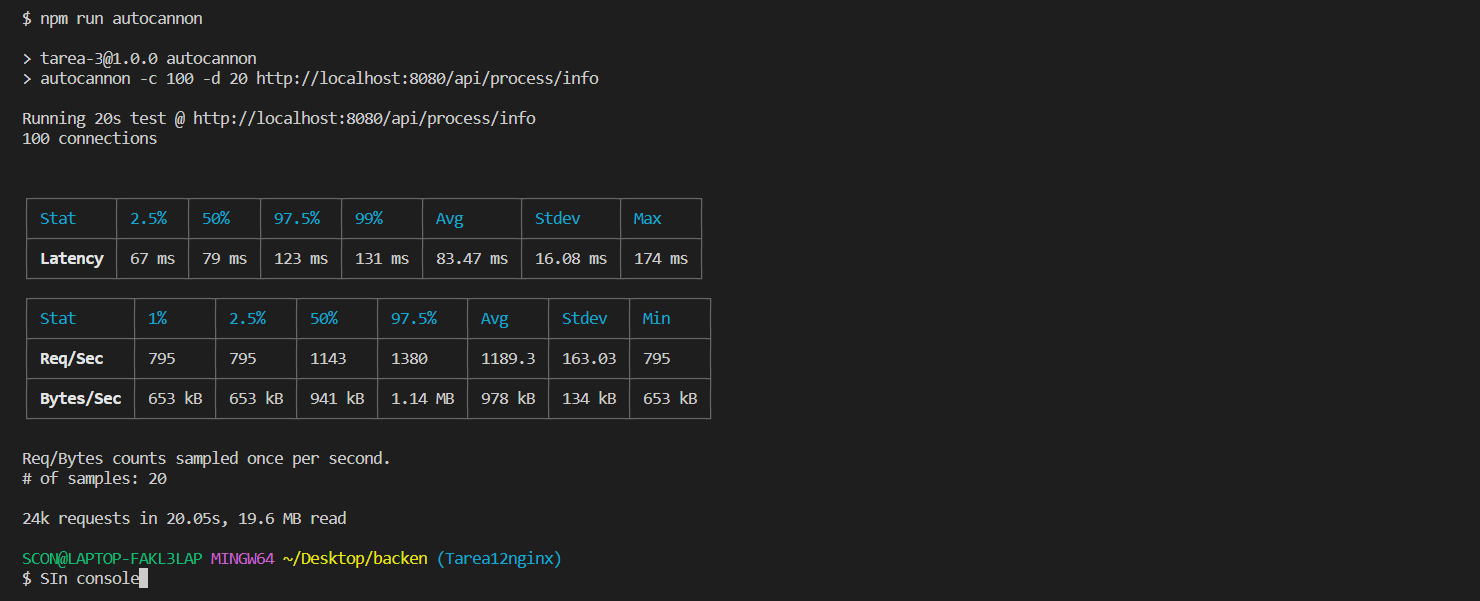 $ npm run autocannon
> tarea-3@1.0.0 autocannon
> autocannon -c 100 -d 20 http://localhost:8080/api/process/info
Running 20s test @ http://localhost:8080/api/process/info
100 connections
Stat 2.5% 50% 97.5% 99% Avg Stdev Max
Latency 67 ms 79 ms 123 ms 131 ms 83.47 ms 16.08 ms 174 ms
Stat 1% 2.5% 50% 97.5% Avg Stdev Min
Req/Sec 795 795 1143 1380 1189.3 163.03 795
Bytes/Sec 653 kB 653 kB 941 kB 1.14 MB 978 kB 134 kB 653 kB
Req/Bytes counts sampled once per second.
# of samples: 20
24k requests in 20.05s, 19.6 MB read
SCON@LAPTOP-FAKL3LAP MINGW64 ~/Desktop/backen (Tarea12nginx)
$ SIn console